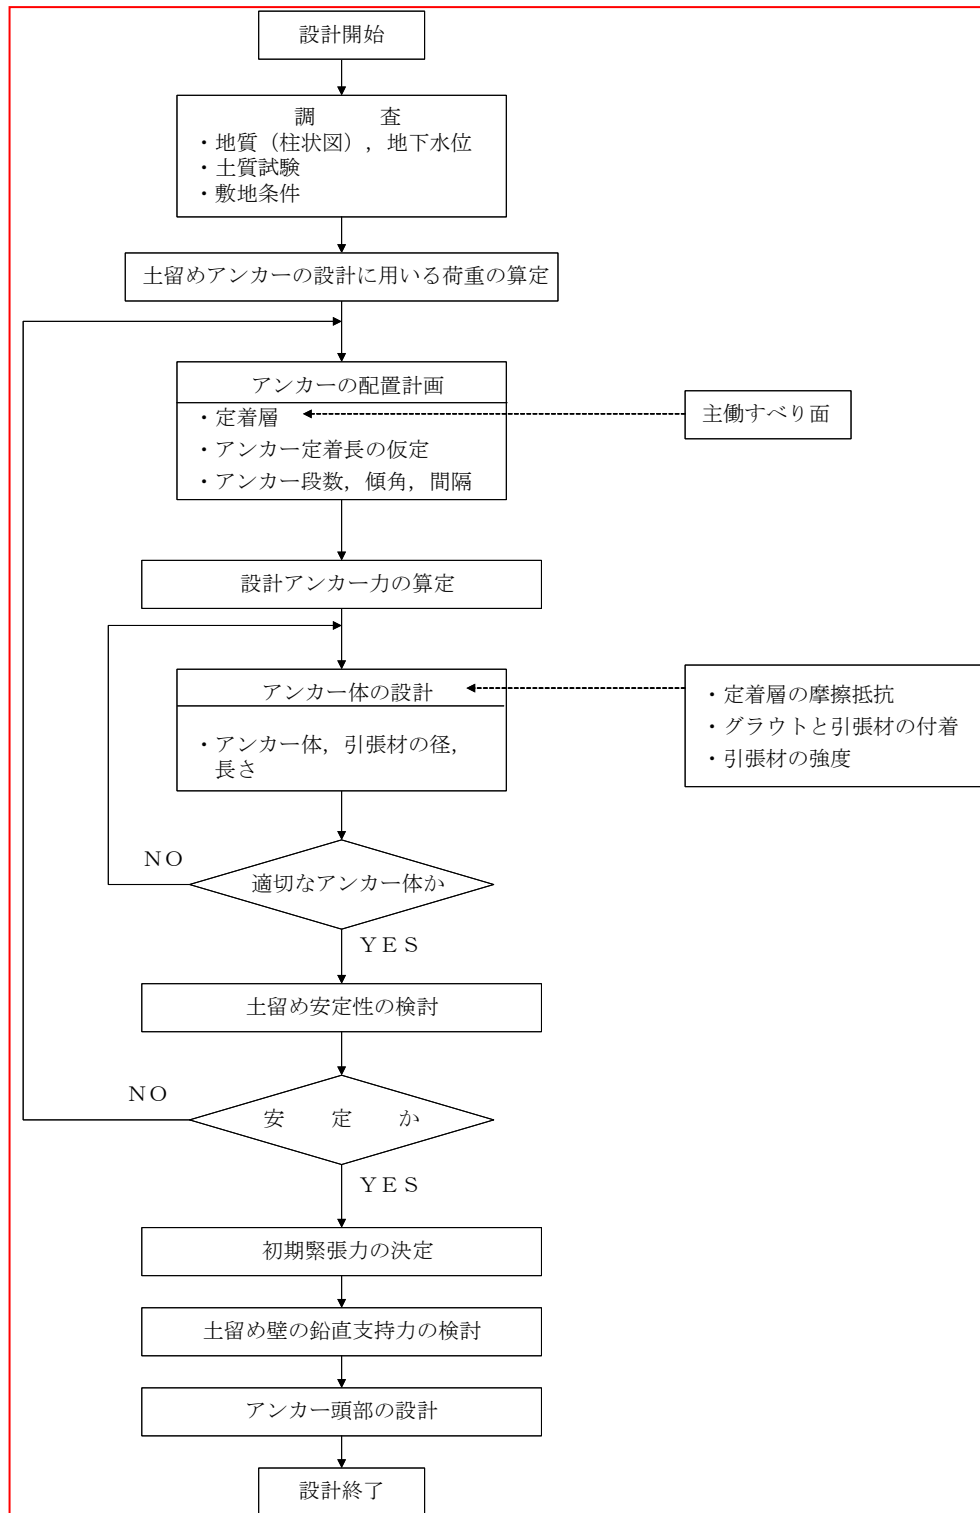 設計開始
調　　　査
・地質（柱状図），地下水位
・土質試験
・敷地条件
土留めアンカーの設計に用いる荷重の算定
アンカーの配置計画
・定着層
・アンカー定着長の仮定
・アンカー段数，傾角，間隔
主働すべり面
設計アンカー力の算定
アンカー体の設計
・アンカー体，引張材の径，
長さ
・定着層の摩擦抵抗
・グラウトと引張材の付着
・引張材の強度
ＮＯ
適切なアンカー体か
ＹＥＳ
土留め安定性の検討
ＮＯ
安　　定　　か
ＹＥＳ
初期緊張力の決定
土留め壁の鉛直支持力の検討
アンカー頭部の設計
設計終了